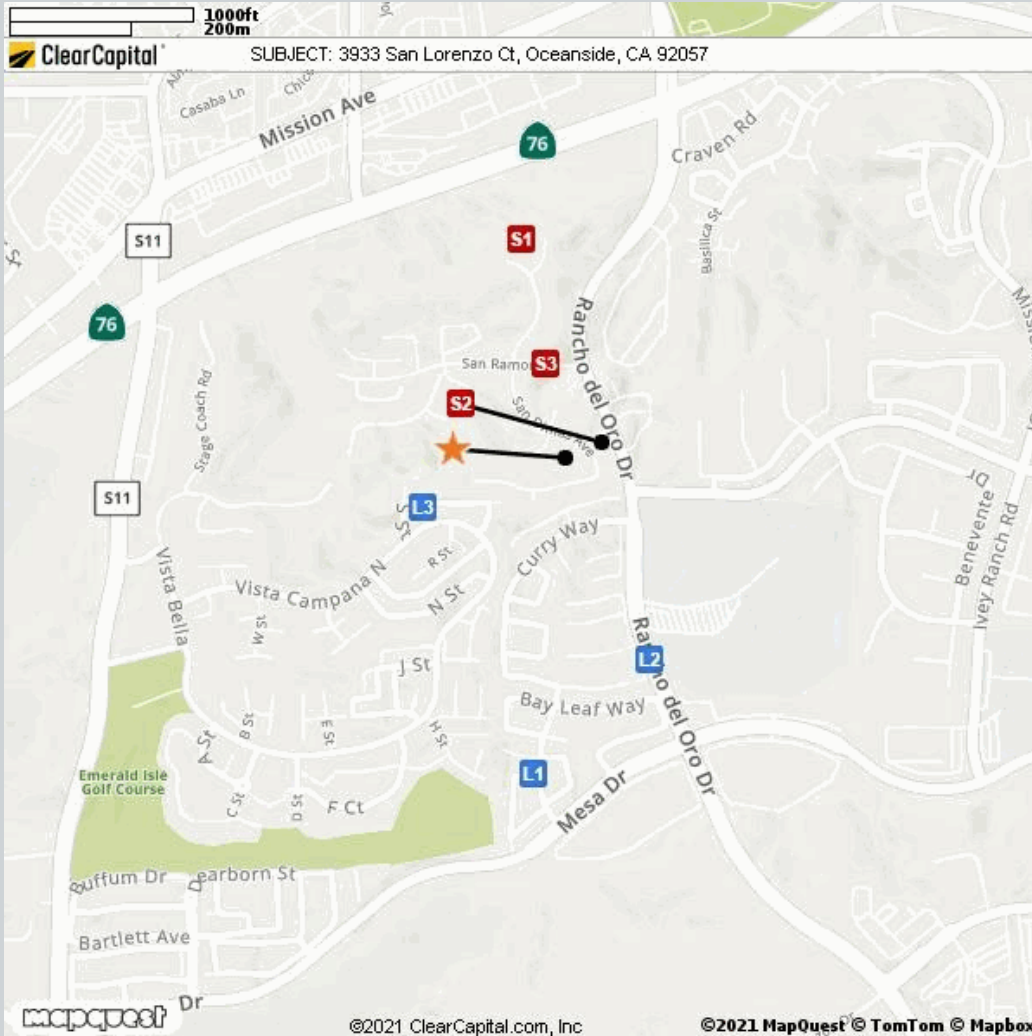 1000ft
200m
ClearCapital
SUBJECT: 3933 San Lorenzo Ct, Oceanside, CA 92057
Casaba Ln
Mission Ave
76
Craven Rd
S11
S1
Basilica St
76
Rancho del Oro Dr
San Ramo
S3
Stage Coach Rd
S2
San Ave
S11
L3
S St
Curry Way
R St
Dr
Benevente
Ivey Ranch Rd
Vista Bella
Vista Campana N
N St
W St
J St
L2
Rancho del Oro Dr
Bay Leaf Way
A St
B St
E St
H St
Emerald Isle
Golf Course
L1
C St
D St
F Ct
Mesa Dr
Buffum Dr
Dearborn St
Bartlett Ave
Dr
mapquest
©2021 ClearCapital.com, Inc
©2021 MapQuest © TomTom © Mapbox